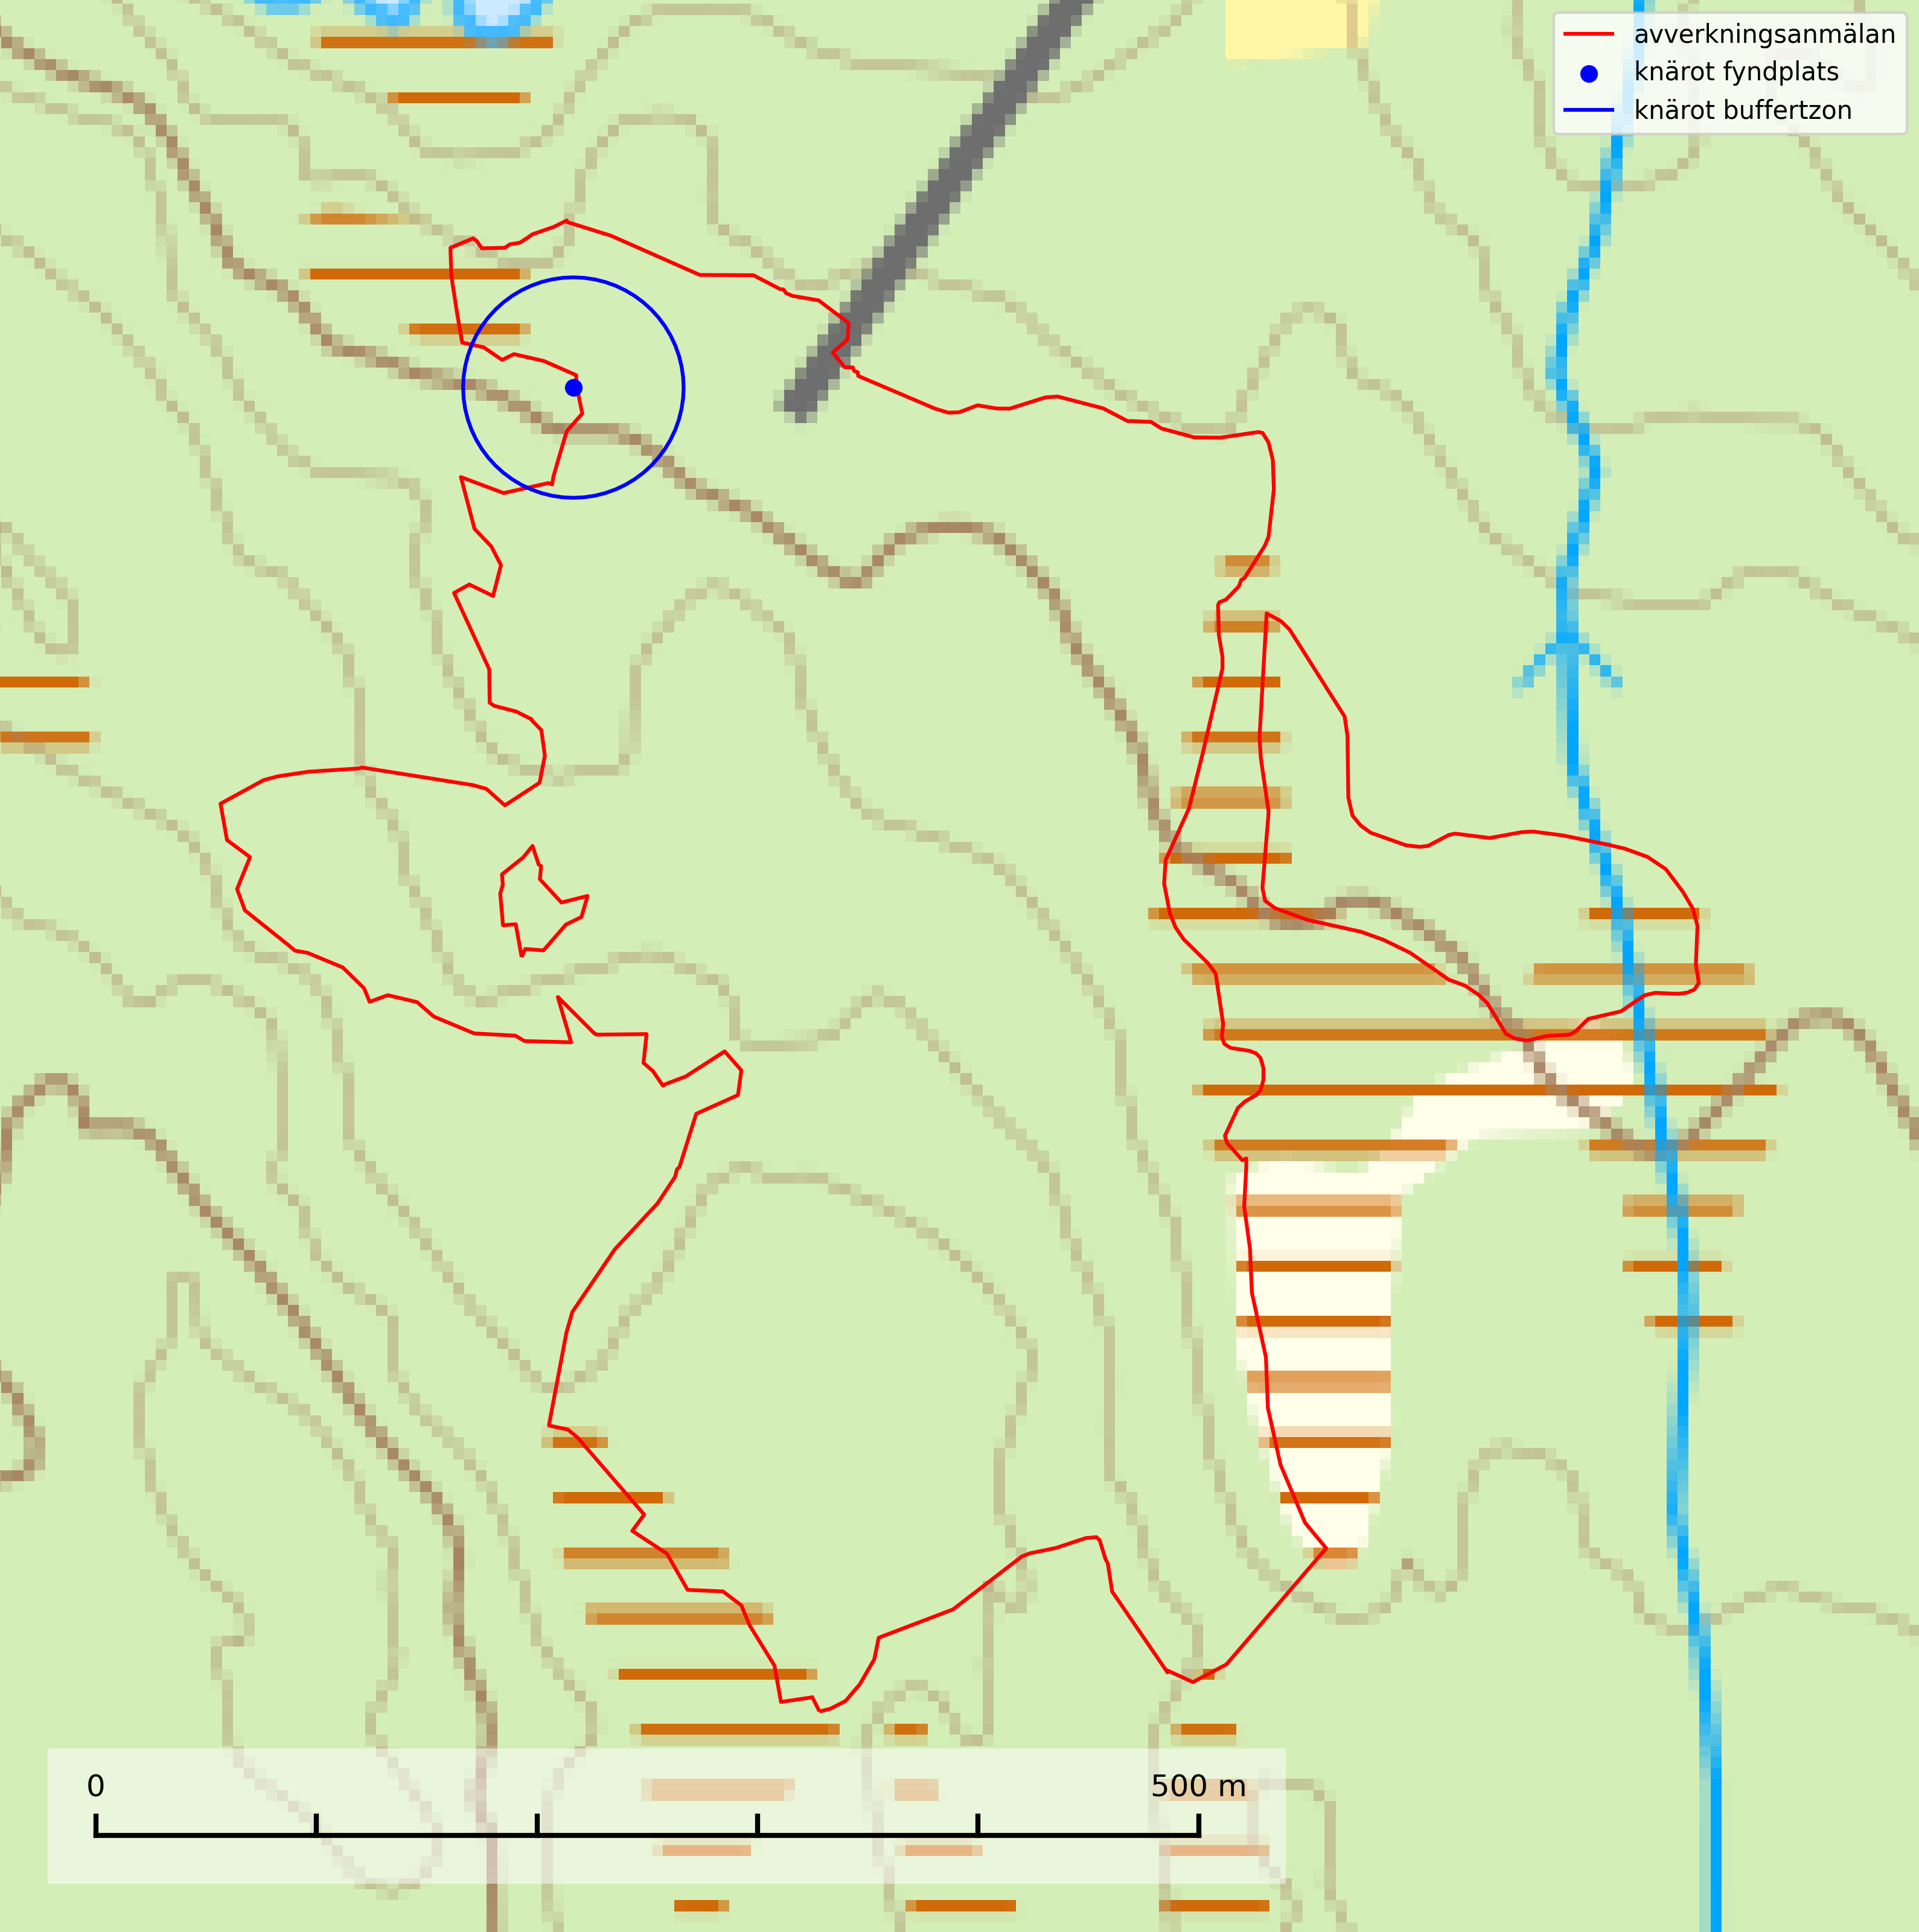 avverkningsanmälan
knärot fyndplats
knärot buffertzon
0
500 m